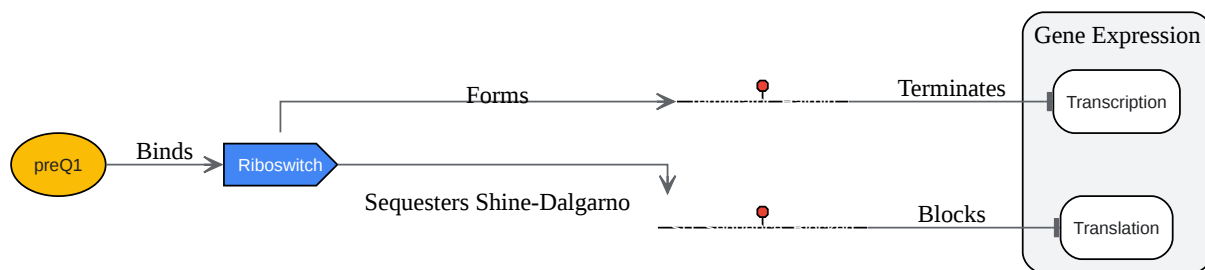 Gene Expression
Forms
Terminates
Transcription
preQ1
Binds
Riboswitch
Sequesters Shine-Dalgarno
Blocks
Translation